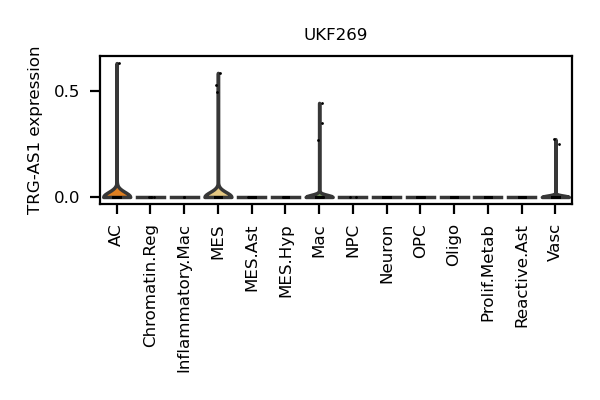 UKF269
TRG-AS1 expression
0.5
0.0
AC
Chromatin.Reg
Inflammatory.Mac
MES
MES.Ast
MES.Hyp
Mac
NPC
Neuron
OPC
Oligo
Prolif.Metab
Reactive.Ast
Vasc